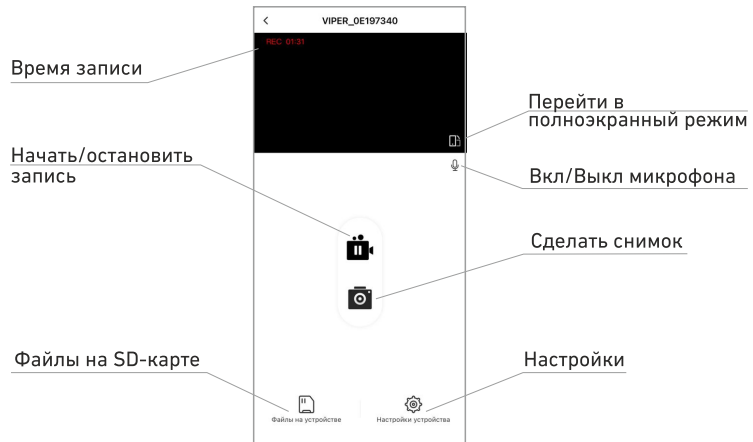 VIPER_0E197340
REC 01:31
Время записи
Перейти в
полноэкранный режим
Начать/остановить
запись
Вкл/Выкл микрофона
Сделать снимок
Файлы на SD-карте
Настройки
Файлы на устройстве
Настройки устройства